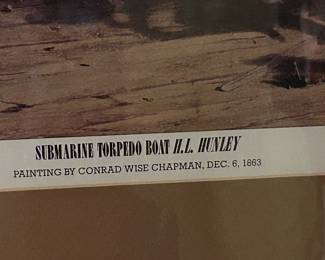 SUBMARINE TORPEDO BOAT H.L. HUNLEY
PAINTING BY CONRAD WISE CHAPMAN, DEC. 6, 1863